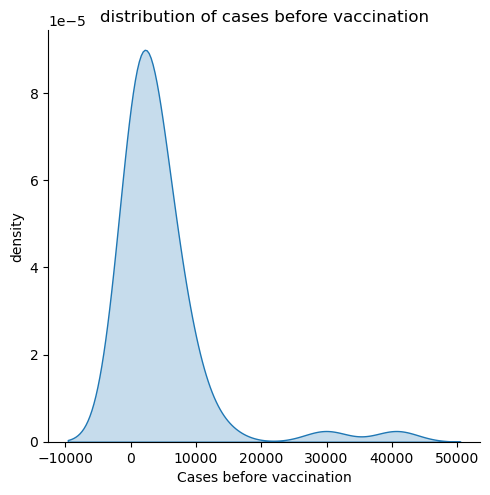 distribution of cases before vaccination
1e−5
8
6
4
2
0
density
−10000 0 10000 20000 30000 40000 50000
Cases before vaccination